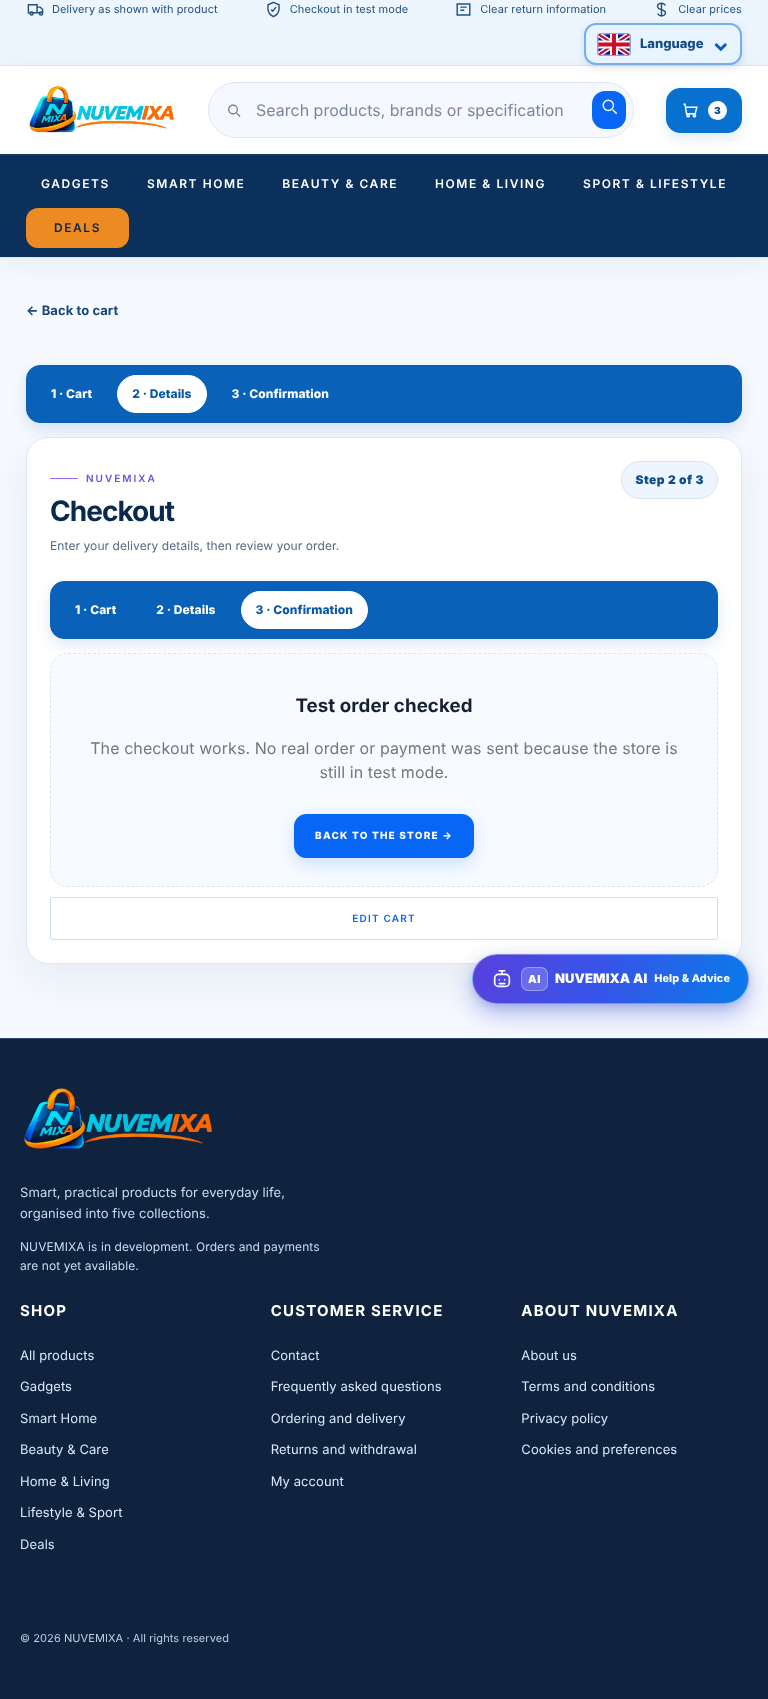 Delivery as shown with product
Checkout in test mode
Clear return information
Clear prices
Language
NUVEMIXA
MIXA
Search products, brands or specification
3
GADGETS
SMART HOME
BEAUTY & CARE
HOME & LIVING
SPORT & LIFESTYLE
DEALS
← Back to cart
1 · Cart
2 · Details
3 · Confirmation
NUVEMIXA
Step 2 of 3
Checkout
Enter your delivery details, then review your order.
1 · Cart
2 · Details
3 · Confirmation
Test order checked
The checkout works. No real order or payment was sent because the store is
still in test mode.
BACK TO THE STORE →
EDIT CART
AI
NUVEMIXA AI
Help & Advice
N
MIXA
NUVEMIXA
Smart, practical products for everyday life,
organised into five collections.
NUVEMIXA is in development. Orders and payments
are not yet available.
SHOP
All products
Gadgets
Smart Home
Beauty & Care
Home & Living
Lifestyle & Sport
Deals
CUSTOMER SERVICE
Contact
Frequently asked questions
Ordering and delivery
Returns and withdrawal
My account
ABOUT NUVEMIXA
About us
Terms and conditions
Privacy policy
Cookies and preferences
© 2026 NUVEMIXA · All rights reserved